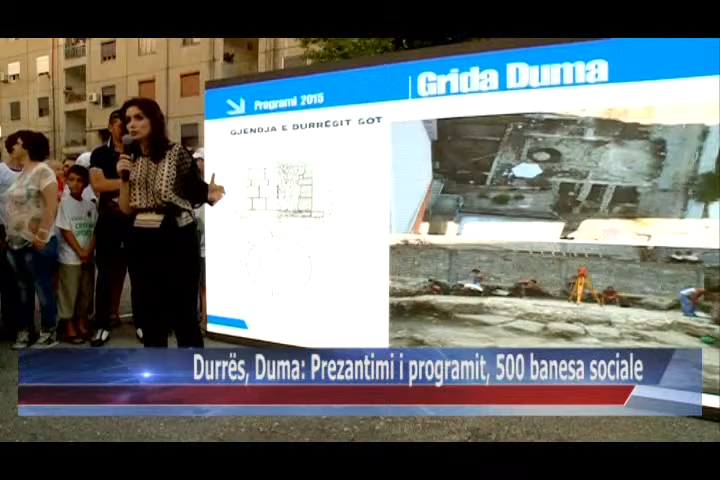 Grida Duma
Programi 2015
GJENDJA E DURRËSIT SOT
Durrës, Duma: Prezantimi i programit, 500 banesa sociale